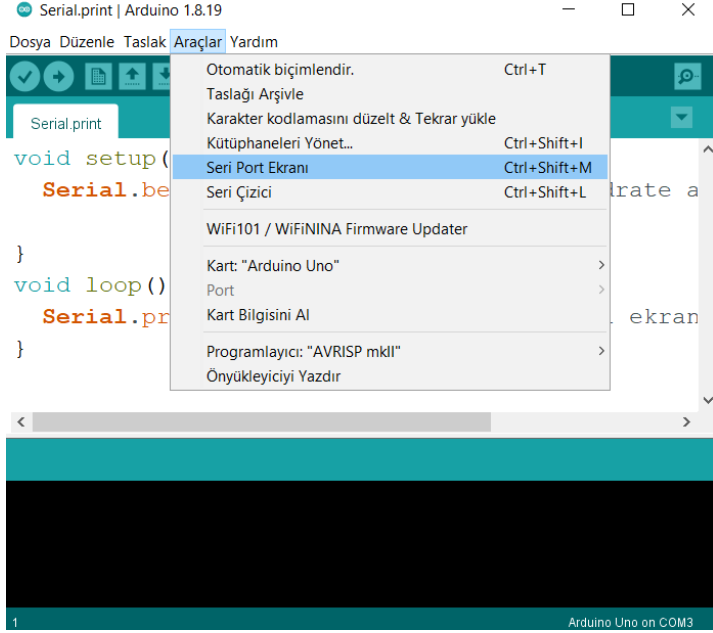 Serial.print | Arduino 1.8.19
Dosya Düzenle Taslak Araçlar Yardım
Serial.print
Otomatik biçimlendir. Ctrl+T
Taslağı Arşivle
Karakter kodlamasını düzelt & Tekrar yükle
Kütüphaneleri Yönet... Ctrl+Shift+I
Seri Port Ekranı Ctrl+Shift+M
Seri Çizici Ctrl+Shift+L
WiFi101 / WiFiNINA Firmware Updater
Kart: "Arduino Uno"
Port
Kart Bilgisini Al
Programlayıcı: "AVRISP mkII"
Önyükleyiciyi Yazdır
void setup(
Serial.be drate a
}
void loop()
Serial.pr ekran
}
1 Arduino Uno on COM3